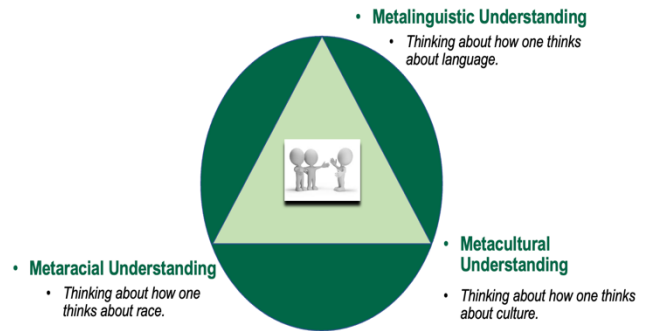 • Metalinguistic Understanding
• Thinking about how one thinks
about language.
• Metaracial Understanding
• Thinking about how one
thinks about race.
• Metacultural
Understanding
• Thinking about how one thinks
about culture.